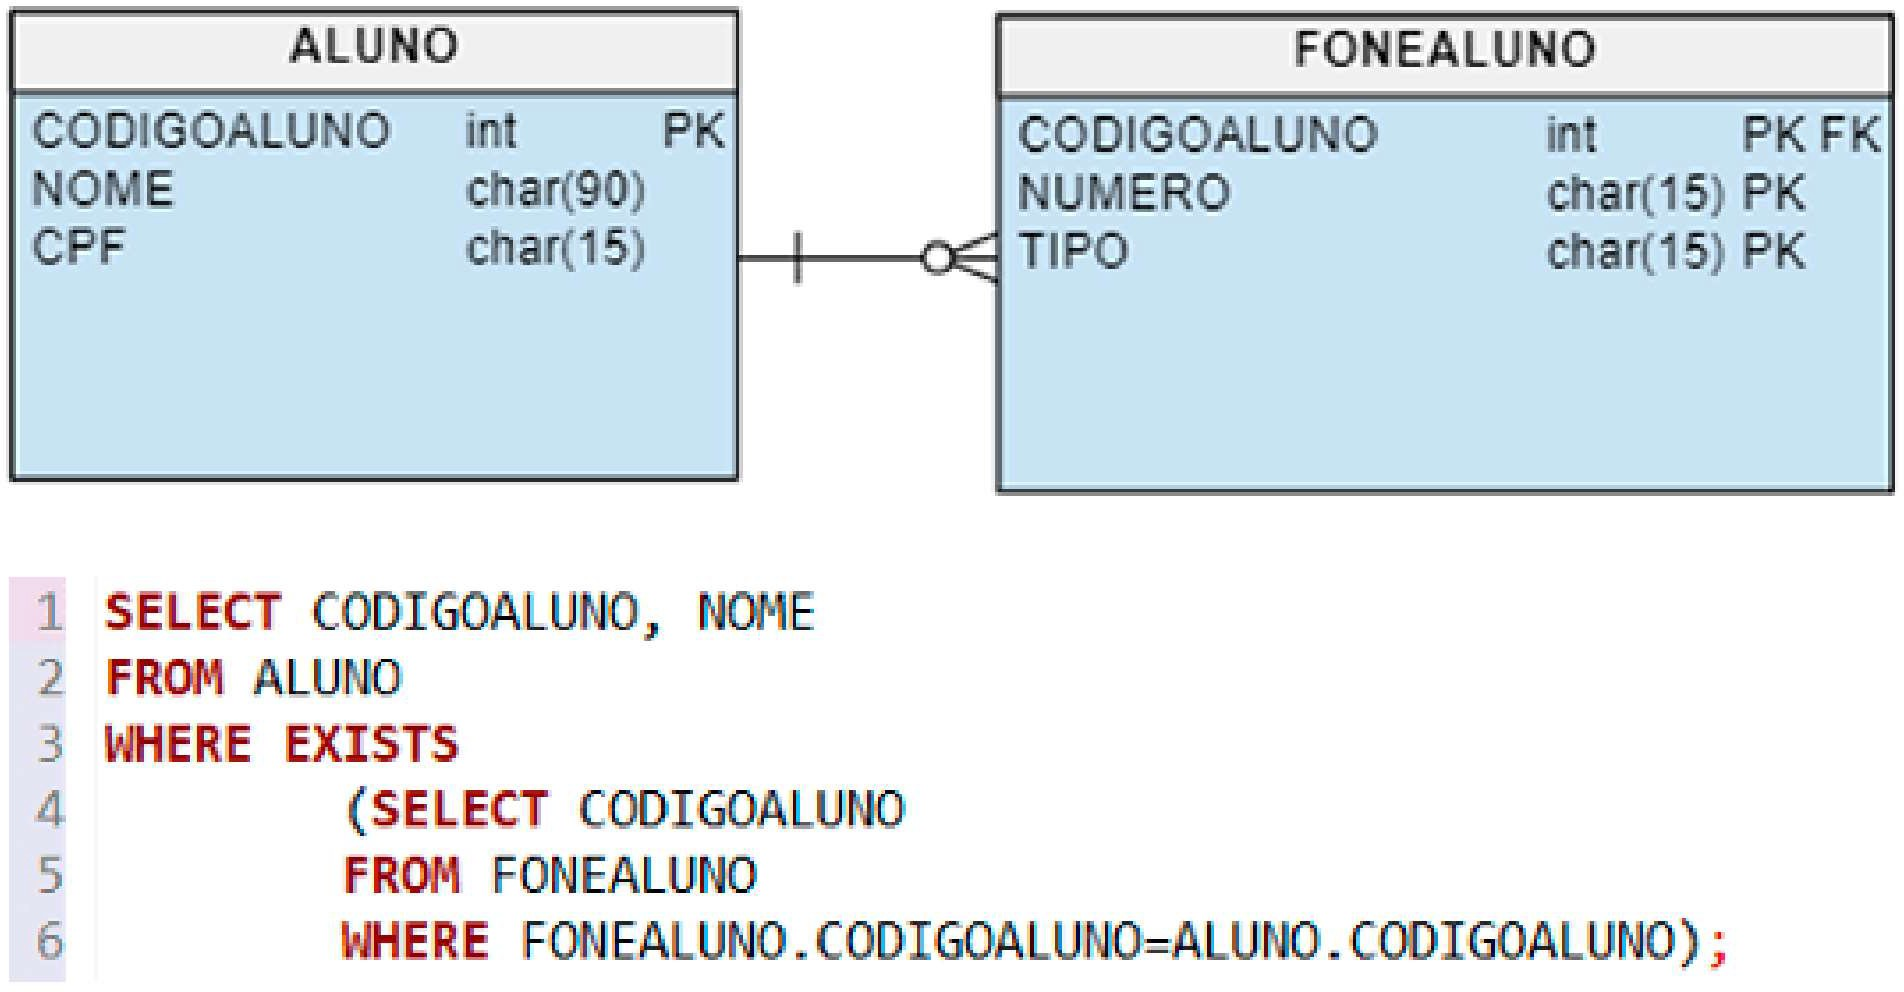 ALUNO
CODIGOALUNO int PK
NOME char(90)
CPF char(15)
FONEALUNO
CODIGOALUNO int PK FK
NUMERO char(15) PK
TIPO char(15) PK
1 SELECT CODIGOALUNO, NOME
2 FROM ALUNO
3 WHERE EXISTS
4 (SELECT CODIGOALUNO
5 FROM FONEALUNO
6 WHERE FONEALUNO.CODIGOALUNO=ALUNO.CODIGOALUNO);